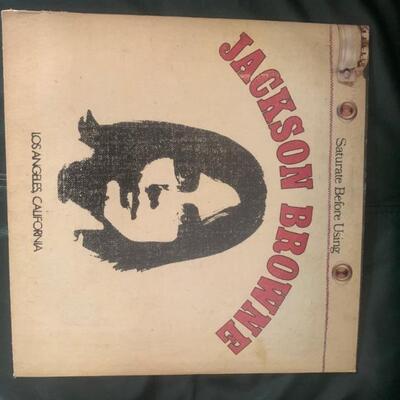 Saturate Before Using
JACKSON BROWNE
LOS ANGELES, CALIFORNIA